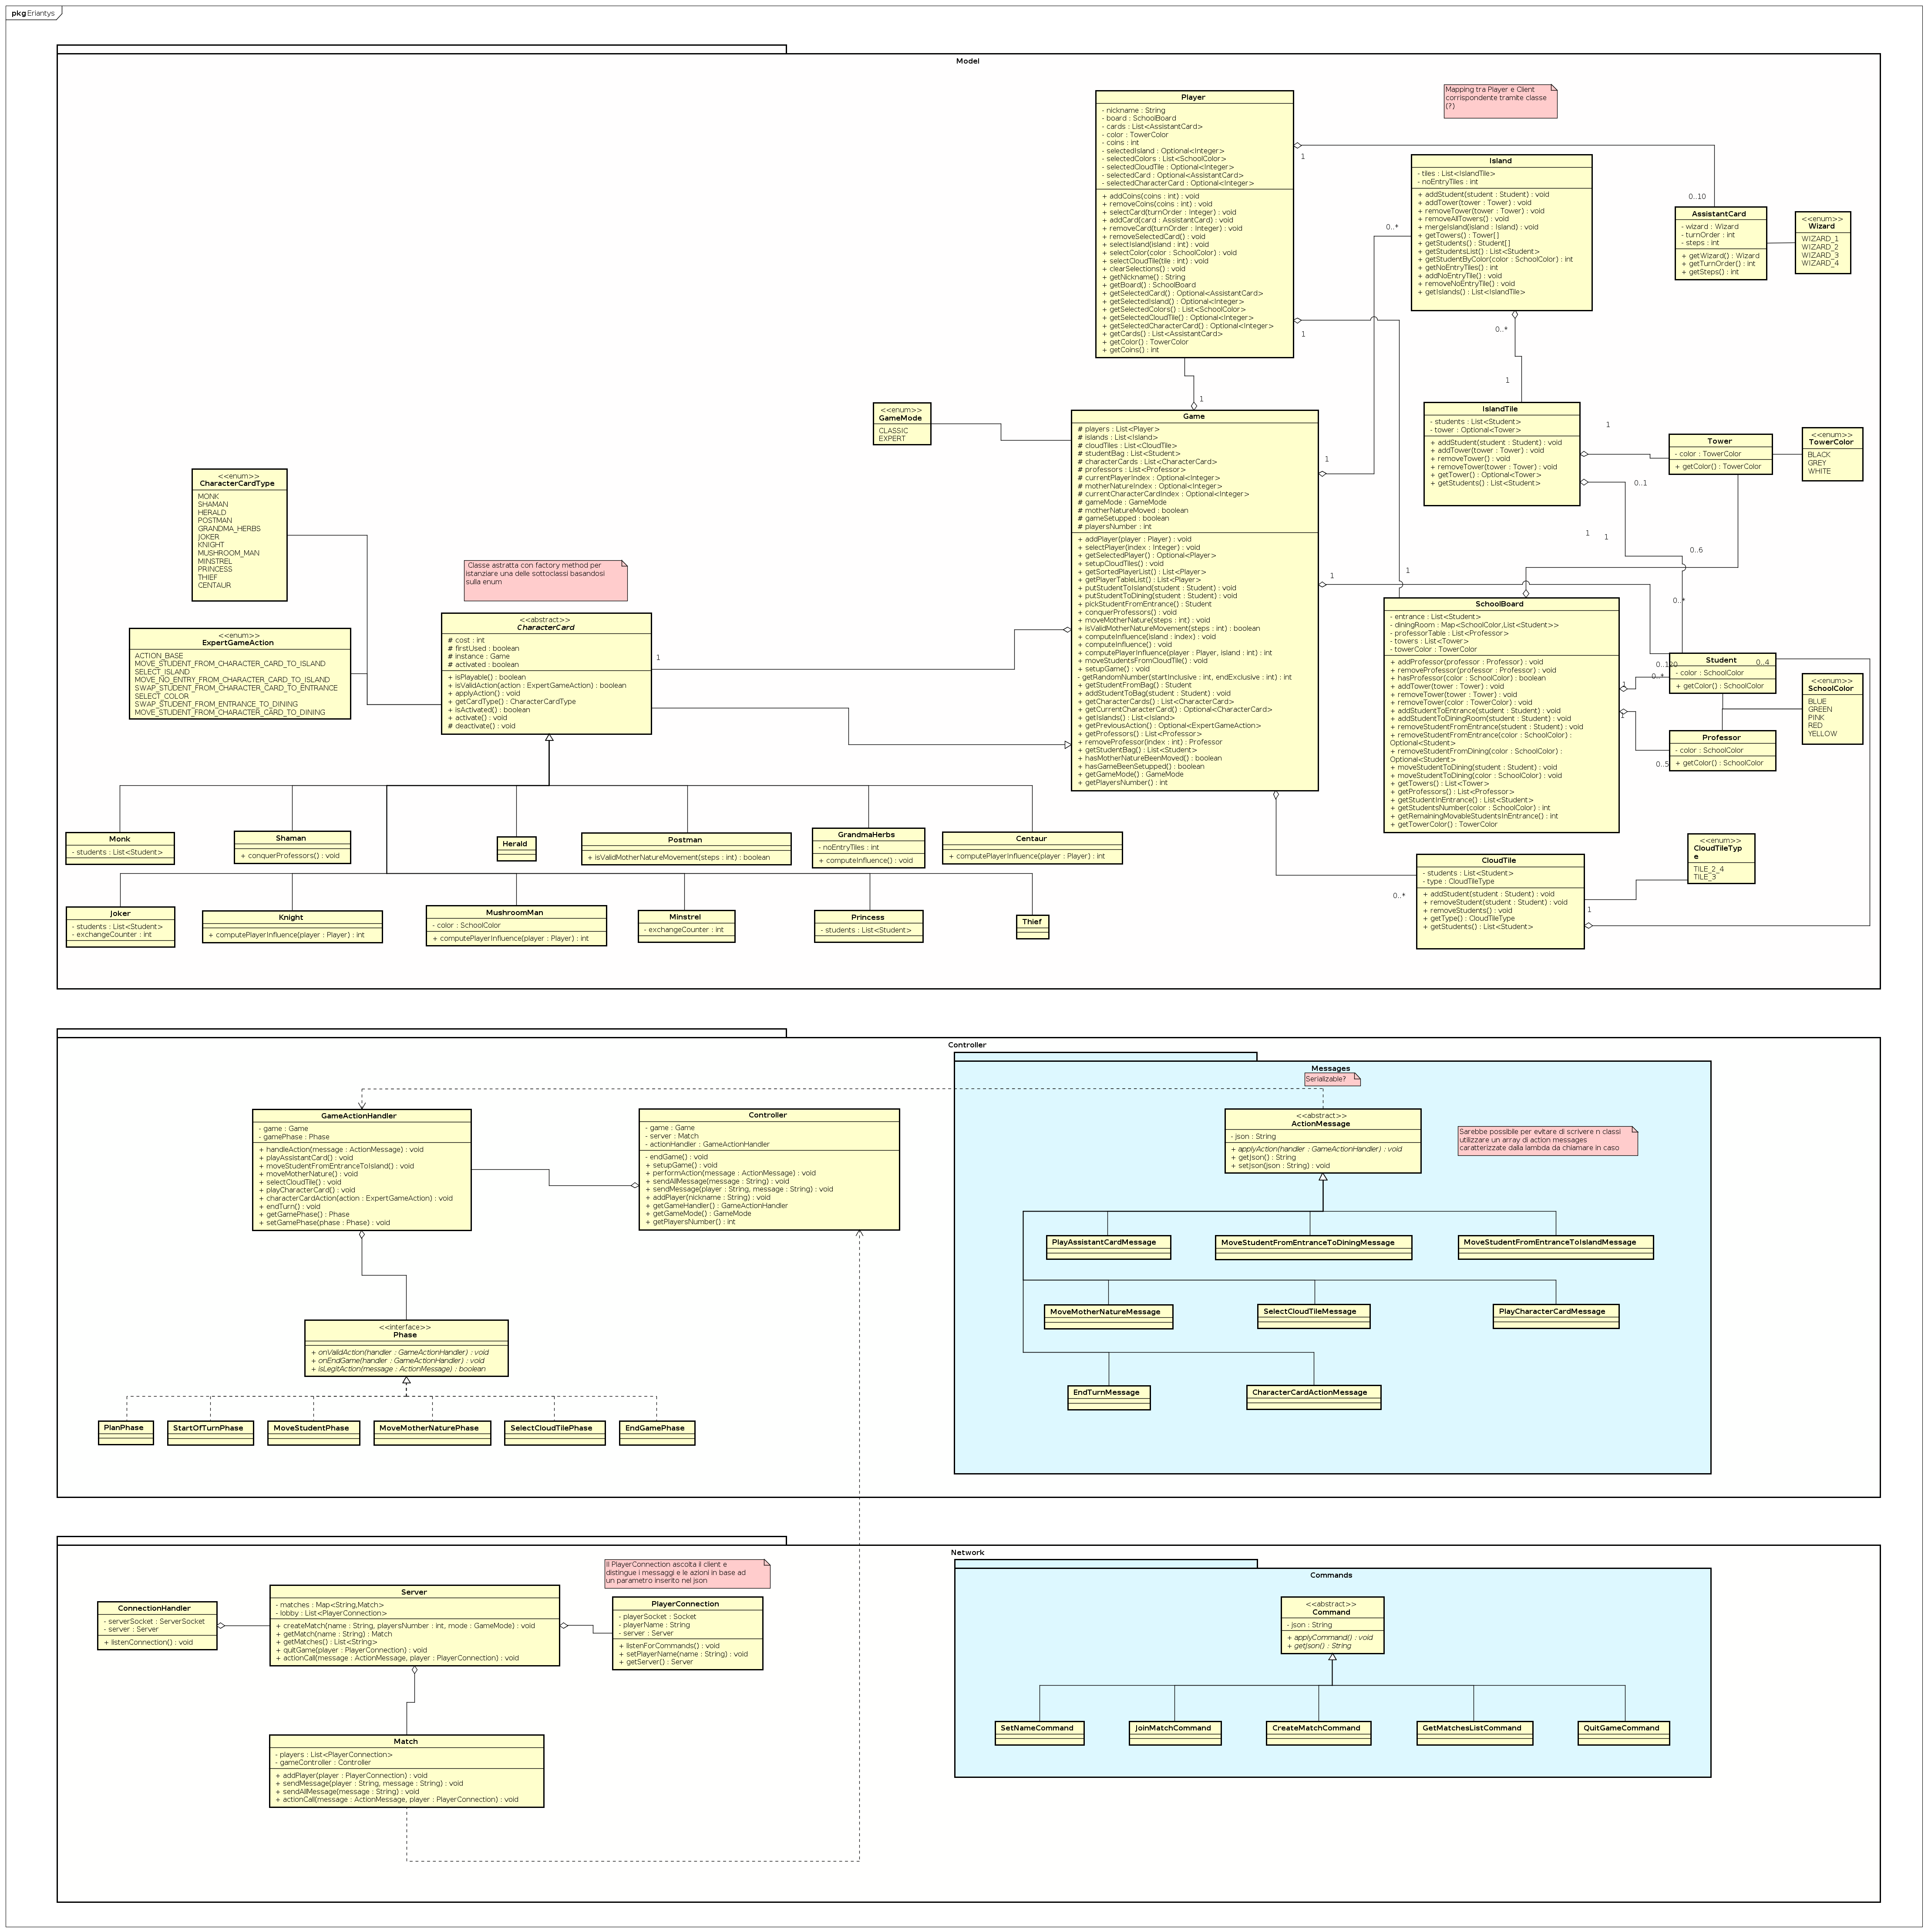 pkg Eriantys
Model
Player
- nickname : String
- board : SchoolBoard
- cards : List<AssistantCard>
- color : TowerColor
- coins : int
- selectedIsland : Optional<Integer>
- selectedColors : List<SchoolColor>
- selectedCloudTile : Optional<Integer>
- selectedCard : Optional<AssistantCard>
- selectedCharacterCard : Optional<Integer>
+ addCoins(coins : int) : void
+ removeCoins(coins : int) : void
+ selectCard(turnOrder : Integer) : void
+ addCard(card : AssistantCard) : void
+ removeCard(turnOrder : Integer) : void
+ removeSelectedCard() : void
+ selectIsland(island : int) : void
+ selectColor(color : SchoolColor) : void
+ selectCloudTile(tile : int) : void
+ clearSelections() : void
+ getNickname() : String
+ getBoard() : SchoolBoard
+ getSelectedCard() : Optional<AssistantCard>
+ getSelectedIsland() : Optional<Integer>
+ getSelectedColors() : List<SchoolColor>
+ getSelectedCloudTile() : Optional<Integer>
+ getSelectedCharacterCard() : Optional<Integer>
+ getCards() : List<AssistantCard>
+ getColor() : TowerColor
+ getCoins() : int
1
1
1
Mapping tra Player e Client
corrispondente tramite classe
(?)
Island
- tiles : List<IslandTile>
- noEntryTiles : int
+ addStudent(student : Student) : void
+ addTower(tower : Tower) : void
+ removeTower(tower : Tower) : void
+ removeAllTowers() : void
+ mergeIsland(island : Island) : void
+ getTowers() : Tower[]
+ getStudents() : Student[]
+ getStudentsList() : List<Student>
+ getStudentByColor(color : SchoolColor) : int
+ getNoEntryTiles() : int
+ addNoEntryTile() : void
+ removeNoEntryTile() : void
+ getIslands() : List<IslandTile>
0..*
0..*
1
0..10
AssistantCard
- wizard : Wizard
- turnOrder : int
- steps : int
+ getWizard() : Wizard
+ getTurnOrder() : int
+ getSteps() : int
<<enum>>
Wizard
WIZARD_1
WIZARD_2
WIZARD_3
WIZARD_4
<<enum>>
GameMode
CLASSIC
EXPERT
Game
# players : List<Player>
# islands : List<Island>
# cloudTiles : List<CloudTile>
# studentBag : List<Student>
# characterCards : List<CharacterCard>
# professors : List<Professor>
# currentPlayerIndex : Optional<Integer>
# motherNatureIndex : Optional<Integer>
# currentCharacterCardIndex : Optional<Integer>
# gameMode : GameMode
# motherNatureMoved : boolean
# gameSetupped : boolean
# playersNumber : int
+ addPlayer(player : Player) : void
+ selectPlayer(index : Integer) : void
+ getSelectedPlayer() : Optional<Player>
+ setupCloudTiles() : void
+ getSortedPlayerList() : List<Player>
+ getPlayerTableList() : List<Player>
+ putStudentToIsland(student : Student) : void
+ putStudentToDining(student : Student) : void
+ pickStudentFromEntrance() : Student
+ conquerProfessors() : void
+ moveMotherNature(steps : int) : void
+ isValidMotherNatureMovement(steps : int) : boolean
+ computeInfluence(island : index) : void
+ computeInfluence() : void
+ computePlayerInfluence(player : Player, island : int) : int
+ moveStudentsFromCloudTile() : void
+ setupGame() : void
- getRandomNumber(startInclusive : int, endExclusive : int) : int
+ getStudentFromBag() : Student
+ addStudentToBag(student : Student) : void
+ getCharacterCards() : List<CharacterCard>
+ getCurrentCharacterCard() : Optional<CharacterCard>
+ getIslands() : List<Island>
+ getPreviousAction() : Optional<ExpertGameAction>
+ getProfessors() : List<Professor>
+ removeProfessor(index : int) : Professor
+ getStudentBag() : List<Student>
+ hasMotherNatureBeenMoved() : boolean
+ hasGameBeenSetupped() : boolean
+ getGameMode() : GameMode
+ getPlayersNumber() : int
1
1
IslandTile
- students : List<Student>
- tower : Optional<Tower>
+ addStudent(student : Student) : void
+ addTower(tower : Tower) : void
+ removeTower() : void
+ removeTower(tower : Tower) : void
+ getTower() : Optional<Tower>
+ getStudents() : List<Student>
1
0..1
1
1
0..6
0..*
Tower
- color : TowerColor
+ getColor() : TowerColor
<<enum>>
TowerColor
BLACK
GREY
WHITE
<<enum>>
CharacterCardType
MONK
SHAMAN
HERALD
POSTMAN
GRANDMA_HERBS
JOKER
KNIGHT
MUSHROOM_MAN
MINSTREL
PRINCESS
THIEF
CENTAUR
Classe astratta con factory method per
istanziare una delle sottoclassi basandosi
sulla enum
<<enum>>
ExpertGameAction
ACTION_BASE
MOVE_STUDENT_FROM_CHARACTER_CARD_TO_ISLAND
SELECT_ISLAND
MOVE_NO_ENTRY_FROM_CHARACTER_CARD_TO_ISLAND
SWAP_STUDENT_FROM_CHARACTER_CARD_TO_ENTRANCE
SELECT_COLOR
SWAP_STUDENT_FROM_ENTRANCE_TO_DINING
MOVE_STUDENT_FROM_CHARACTER_CARD_TO_DINING
<<abstract>>
CharacterCard
# cost : int
# firstUsed : boolean
# instance : Game
# activated : boolean
+ isPlayable() : boolean
+ isValidAction(action : ExpertGameAction) : boolean
+ applyAction() : void
+ getCardType() : CharacterCardType
+ isActivated() : boolean
+ activate() : void
# deactivate() : void
1
1
SchoolBoard
- entrance : List<Student>
- diningRoom : Map<SchoolColor,List<Student>>
- professorTable : List<Professor>
- towers : List<Tower>
- towerColor : TowerColor
+ addProfessor(professor : Professor) : void
+ removeProfessor(professor : Professor) : void
+ hasProfessor(color : SchoolColor) : boolean
+ addTower(tower : Tower) : void
+ removeTower(tower : Tower) : void
+ removeTower(color : TowerColor) : void
+ addStudentToEntrance(student : Student) : void
+ addStudentToDiningRoom(student : Student) : void
+ removeStudentFromEntrance(student : Student) : void
+ removeStudentFromEntrance(color : SchoolColor) :
Optional<Student>
+ removeStudentFromDining(color : SchoolColor) :
Optional<Student>
+ moveStudentToDining(student : Student) : void
+ moveStudentToDining(color : SchoolColor) : void
+ getTowers() : List<Tower>
+ getProfessors() : List<Professor>
+ getStudentInEntrance() : List<Student>
+ getStudentsNumber(color : SchoolColor) : int
+ getRemainingMovableStudentsInEntrance() : int
+ getTowerColor() : TowerColor
1
1
0..120
0..*
0..4
0..5
Student
- color : SchoolColor
+ getColor() : SchoolColor
<<enum>>
SchoolColor
BLUE
GREEN
PINK
RED
YELLOW
Professor
- color : SchoolColor
+ getColor() : SchoolColor
Monk
- students : List<Student>
Shaman
+ conquerProfessors() : void
Herald
Postman
+ isValidMotherNatureMovement(steps : int) : boolean
GrandmaHerbs
- noEntryTiles : int
+ computeInfluence() : void
Centaur
+ computePlayerInfluence(player : Player) : int
Joker
- students : List<Student>
- exchangeCounter : int
Knight
+ computePlayerInfluence(player : Player) : int
MushroomMan
- color : SchoolColor
+ computePlayerInfluence(player : Player) : int
Minstrel
- exchangeCounter : int
Princess
- students : List<Student>
Thief
CloudTile
- students : List<Student>
- type : CloudTileType
+ addStudent(student : Student) : void
+ removeStudent(student : Student) : void
+ removeStudents() : void
+ getType() : CloudTileType
+ getStudents() : List<Student>
0..*
1
<<enum>>
CloudTileTyp
e
TILE_2_4
TILE_3
Controller
GameActionHandler
- game : Game
- gamePhase : Phase
+ handleAction(message : ActionMessage) : void
+ playAssistantCard() : void
+ moveStudentFromEntranceToIsland() : void
+ moveMotherNature() : void
+ selectCloudTile() : void
+ playCharacterCard() : void
+ characterCardAction(action : ExpertGameAction) : void
+ endTurn() : void
+ getGamePhase() : Phase
+ setGamePhase(phase : Phase) : void
Controller
- game : Game
- server : Match
- actionHandler : GameActionHandler
- endGame() : void
+ setupGame() : void
+ performAction(message : ActionMessage) : void
+ sendAllMessage(message : String) : void
+ sendMessage(player : String, message : String) : void
+ addPlayer(nickname : String) : void
+ getGameHandler() : GameActionHandler
+ getGameMode() : GameMode
+ getPlayersNumber() : int
<<interface>>
Phase
+ onValidAction(handler : GameActionHandler) : void
+ onEndGame(handler : GameActionHandler) : void
+ isLegitAction(message : ActionMessage) : boolean
PlanPhase
StartOfTurnPhase
MoveStudentPhase
MoveMotherNaturePhase
SelectCloudTilePhase
EndGamePhase
Messages
Serializable?
<<abstract>>
ActionMessage
- json : String
+ applyAction(handler : GameActionHandler) : void
+ getJson() : String
+ setJson(json : String) : void
Sarebbe possibile per evitare di scrivere n classi
utilizzare un array di action messages
caratterizzate dalla lambda da chiamare in caso
PlayAssistantCardMessage
MoveStudentFromEntranceToDiningMessage
MoveStudentFromEntranceToIslandMessage
MoveMotherNatureMessage
SelectCloudTileMessage
PlayCharacterCardMessage
EndTurnMessage
CharacterCardActionMessage
Network
Il PlayerConnection ascolta il client e
distingue i messaggi e le azioni in base ad
un parametro inserito nel json
ConnectionHandler
- serverSocket : ServerSocket
- server : Server
+ listenConnection() : void
Server
- matches : Map<String,Match>
- lobby : List<PlayerConnection>
+ createMatch(name : String, playersNumber : int, mode : GameMode) : void
+ getMatch(name : String) : Match
+ getMatches() : List<String>
+ quitGame(player : PlayerConnection) : void
+ actionCall(message : ActionMessage, player : PlayerConnection) : void
PlayerConnection
- playerSocket : Socket
- playerName : String
- server : Server
+ listenForCommands() : void
+ setPlayerName(name : String) : void
+ getServer() : Server
Match
- players : List<PlayerConnection>
- gameController : Controller
+ addPlayer(player : PlayerConnection) : void
+ sendMessage(player : String, message : String) : void
+ sendAllMessage(message : String) : void
+ actionCall(message : ActionMessage, player : PlayerConnection) : void
Commands
<<abstract>>
Command
- json : String
+ applyCommand() : void
+ getJson() : String
SetNameCommand
JoinMatchCommand
CreateMatchCommand
GetMatchesListCommand
QuitGameCommand